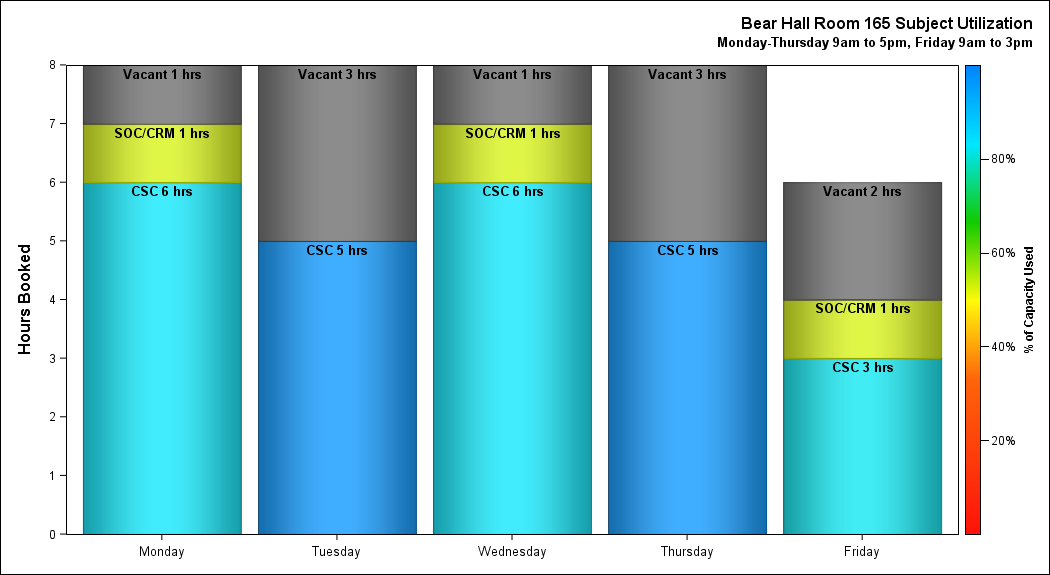 Bear Hall Room 165 Subject Utilization
Monday-Thursday 9am to 5pm, Friday 9am to 3pm
Hours Booked
8
7
6
5
4
3
2
1
0
Vacant 1 hrs
SOC/CRM 1 hrs
CSC 6 hrs
Vacant 3 hrs
CSC 5 hrs
Vacant 1 hrs
SOC/CRM 1 hrs
CSC 6 hrs
Vacant 3 hrs
CSC 5 hrs
Vacant 2 hrs
SOC/CRM 1 hrs
CSC 3 hrs
Monday
Tuesday
Wednesday
Thursday
Friday
80%
60%
40%
20%
% of Capacity Used